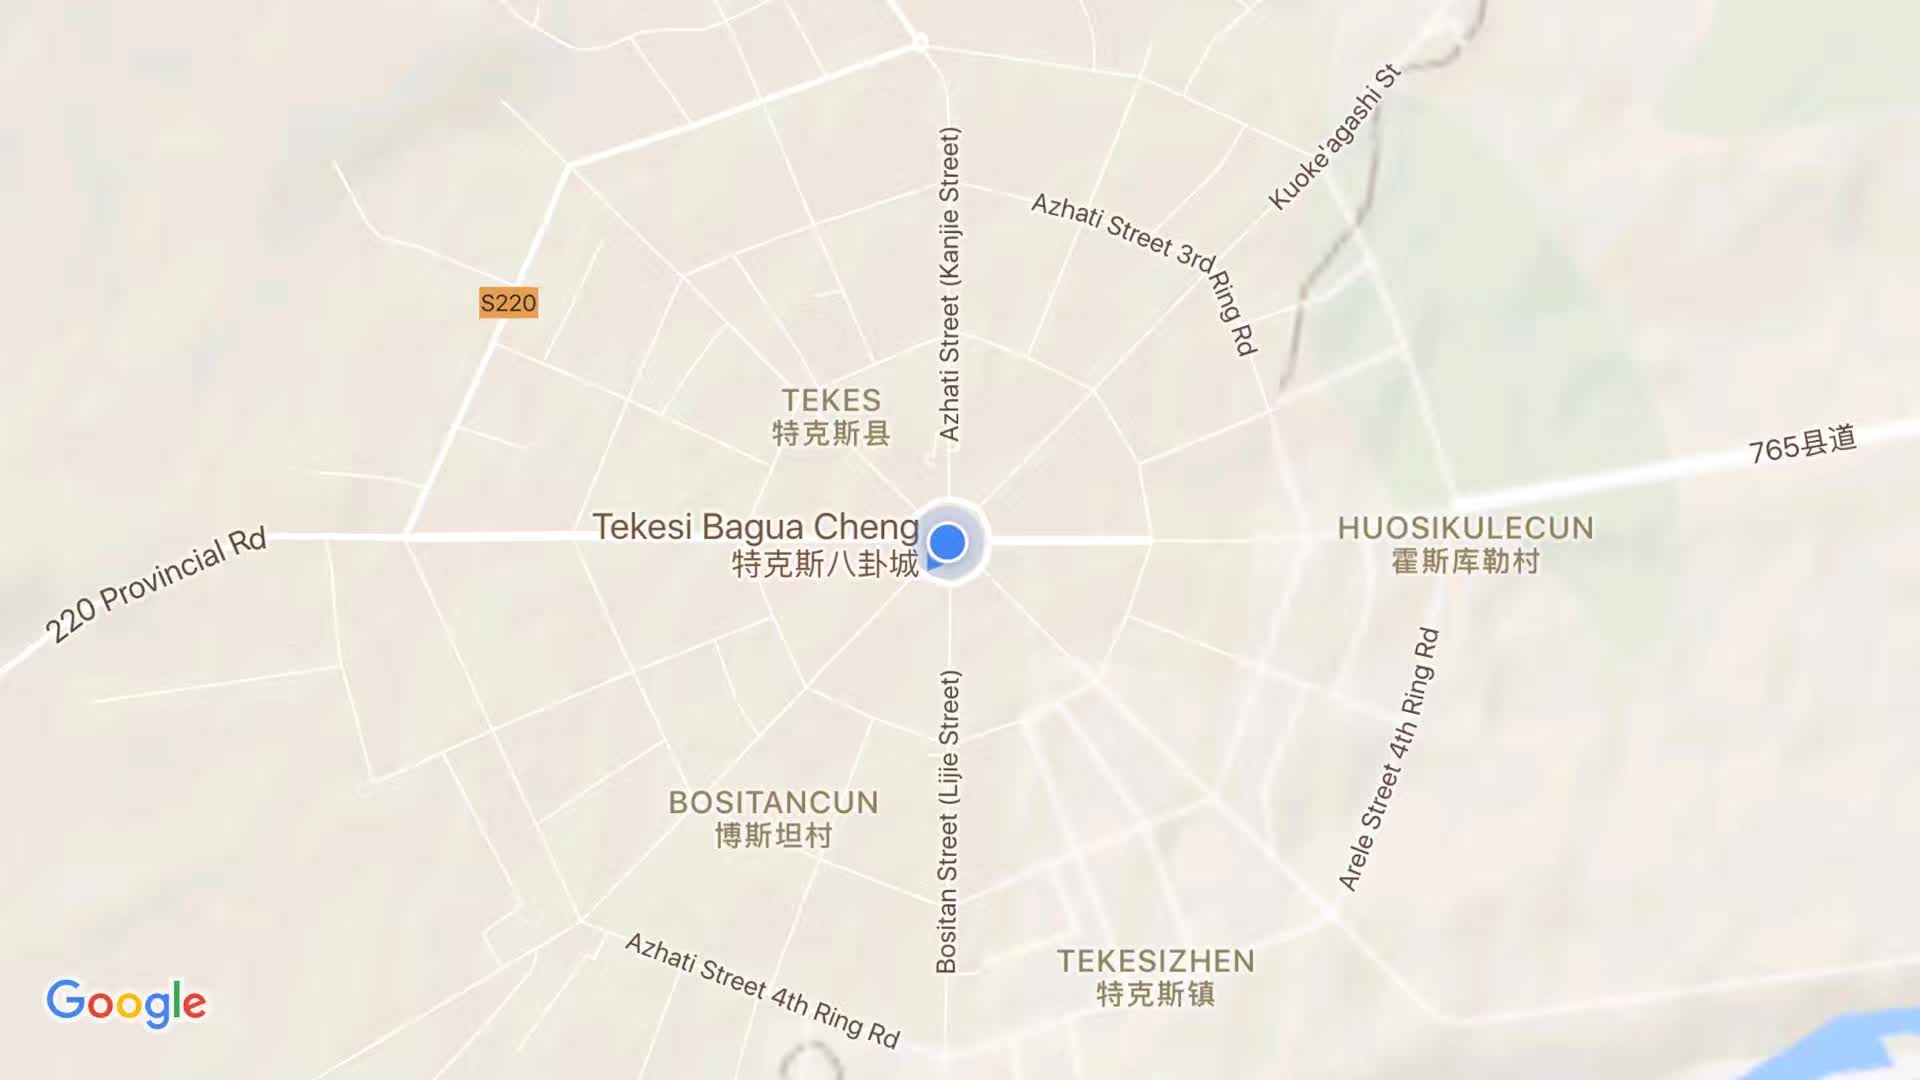 Kuoke'agashi St
Azhati Street (Kanjie Street)
Azhati Street 3rd Ring Rd
S220
TEKES
特克斯县
765县道
220 Provincial Rd
Tekesi Bagua Cheng
特克斯八卦城
HUOSIKULECUN
霍斯库勒村
Arele Street 4th Ring Rd
Bositan Street (Lijie Street)
BOSITANCUN
博斯坦村
Azhati Street 4th Ring Rd
TEKESIZHEN
特克斯镇
Google